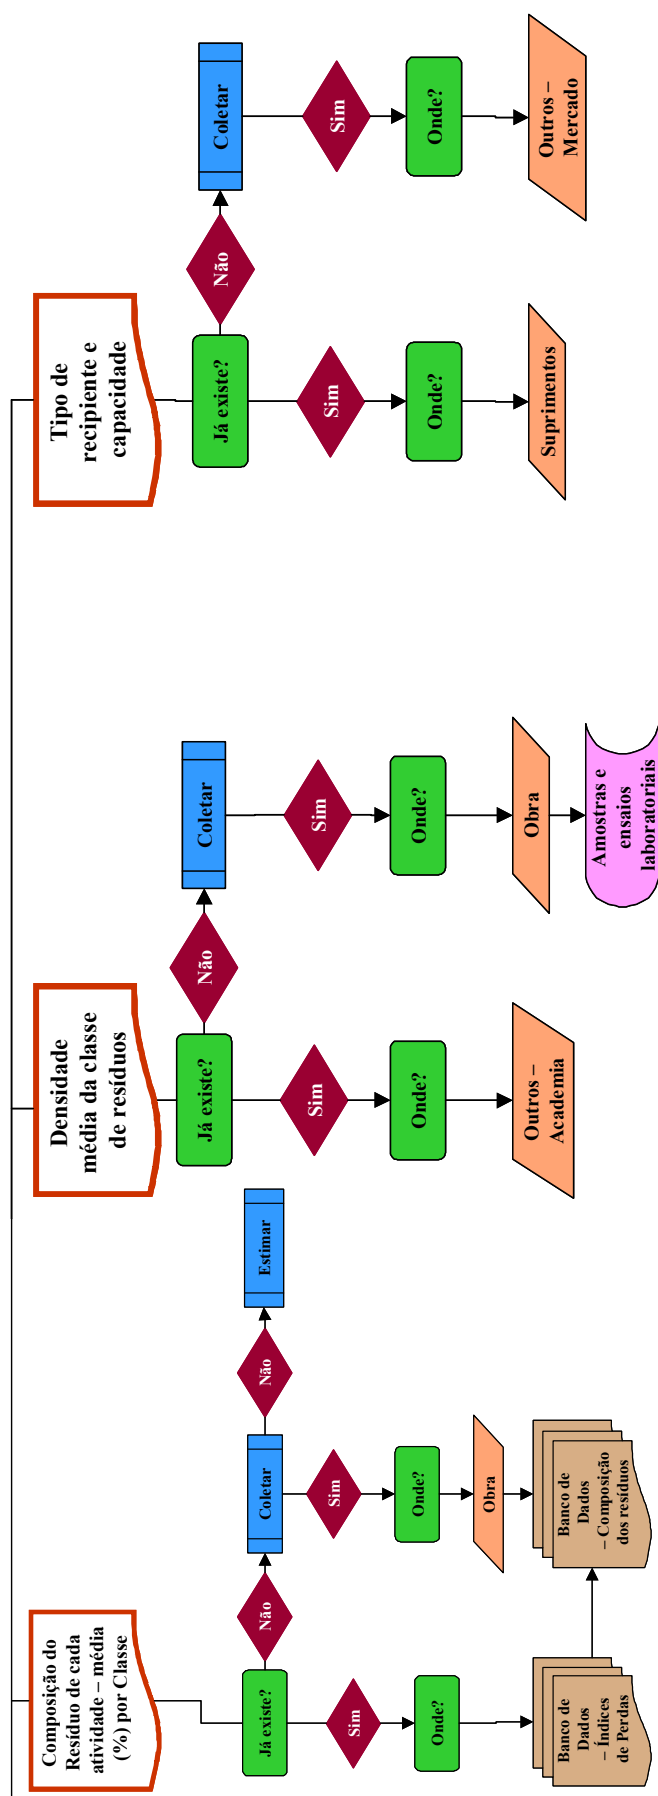 Composição do
Resíduo de cada
atividade – média
(%) por Classe
Já existe?
Não
Coletar
Não
Estimar
Sim
Onde?
Banco de
Dados
– Índices
de Perdas
Sim
Onde?
Obra
Banco de
Dados
– Composição
dos resíduos
Densidade
média da classe
de resíduos
Já existe?
Não
Coletar
Sim
Onde?
Outros –
Academia
Sim
Onde?
Obra
Amostras e
ensaios
laboratoriais
Tipo de
recipiente e
capacidade
Já existe?
Não
Coletar
Sim
Onde?
Suprimentos
Sim
Onde?
Outros –
Mercado